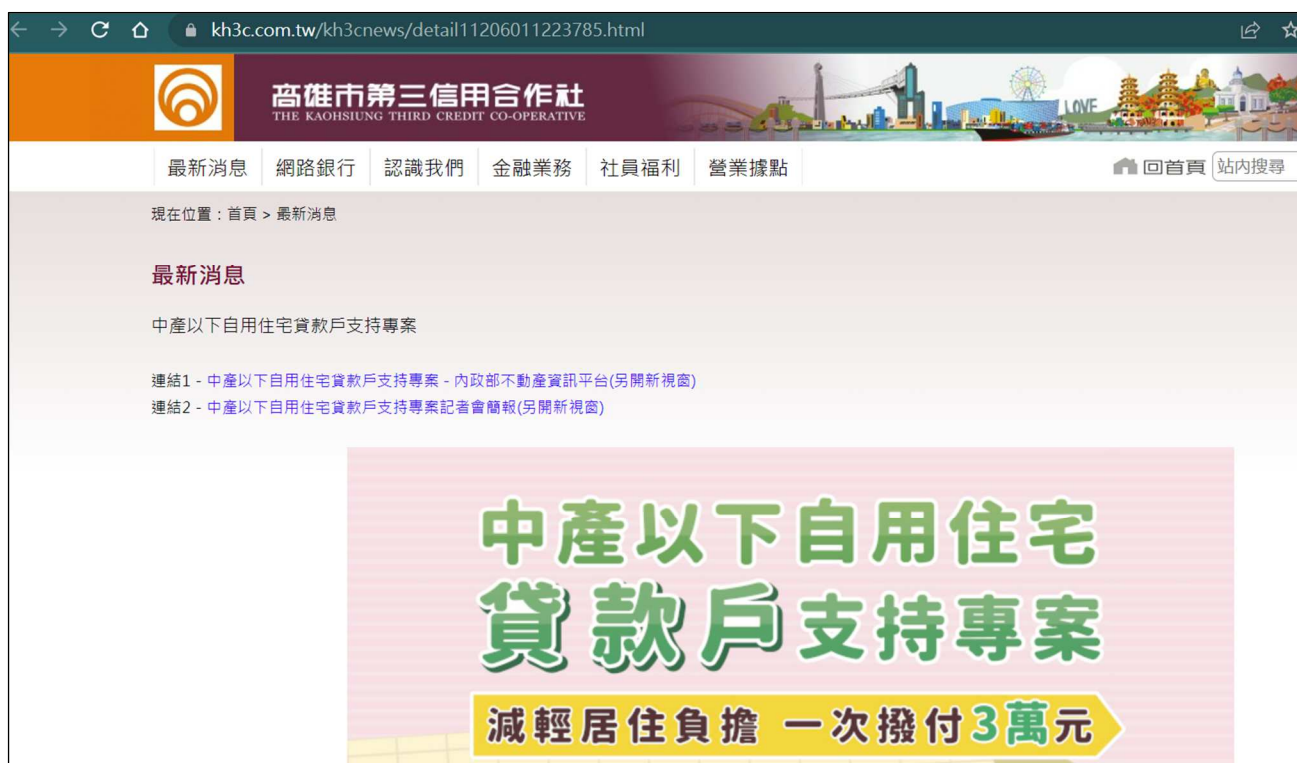 kh3c.com.tw/kh3cnews/detail11206011223785.html
高雄市第三信用合作社
THE KAOHSIUNG THIRD CREDIT CO-OPERATIVE
LOVE
最新消息 網路銀行 認識我們 金融業務 社員福利 營業據點 回首頁 站內搜尋
現在位置：首頁 > 最新消息
最新消息
中產以下自用住宅貸款戶支持專案
連結1 - 中產以下自用住宅貸款戶支持專案 - 內政部不動產資訊平台(另開新視窗)
連結2 - 中產以下自用住宅貸款戶支持專案記者會簡報(另開新視窗)
中產以下自用住宅
貸款戶支持專案
減輕居住負擔 一次撥付3萬元